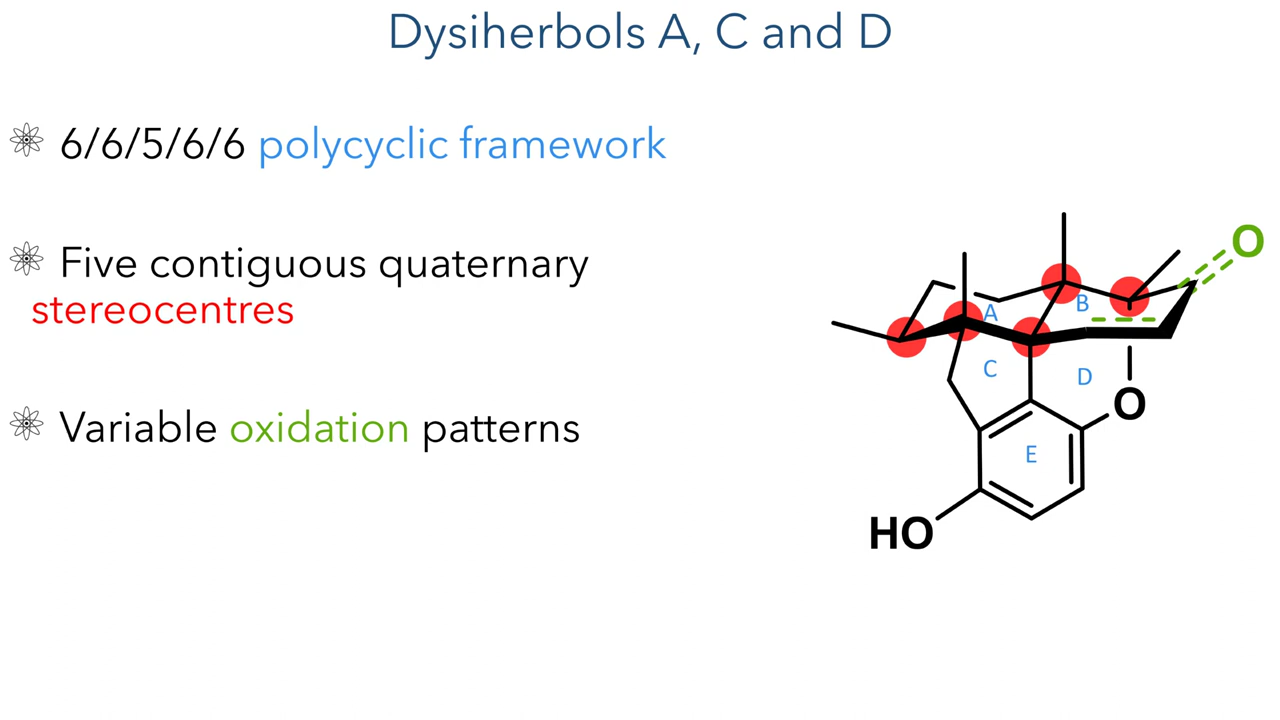 Dysiherbols A, C and D
6/6/5/6/6 polycyclic framework
Five contiguous quaternary
stereocentres
Variable oxidation patterns
O
B
A
C
D
O
E
HO